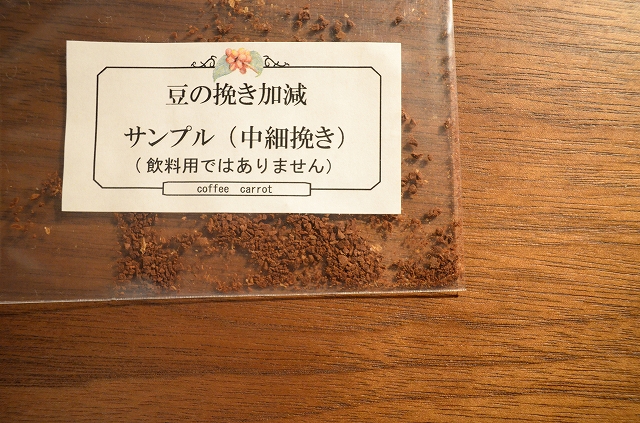 豆の挽き加減
サンプル（中細挽き）
（飲料用ではありません）
coffee carrot